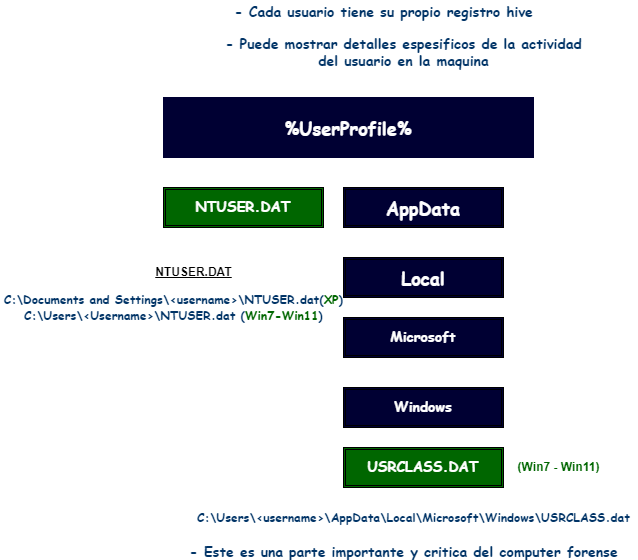 - Cada usuario tiene su propio registro hive
- Puede mostrar detalles espesificos de la actividad
del usuario en la maquina
%UserProfile%
NTUSER.DAT
AppData
NTUSER.DAT
Local
C:\Documents and Settings\<username>\NTUSER.dat(XP)
C:\Users\<Username>\NTUSER.dat (Win7-Win11)
Microsoft
Windows
USRCLASS.DAT
(Win7 - Win11)
C:\Users\<username>\AppData\Local\Microsoft\Windows\USRCLASS.dat
- Este es una parte importante y critica del computer forense